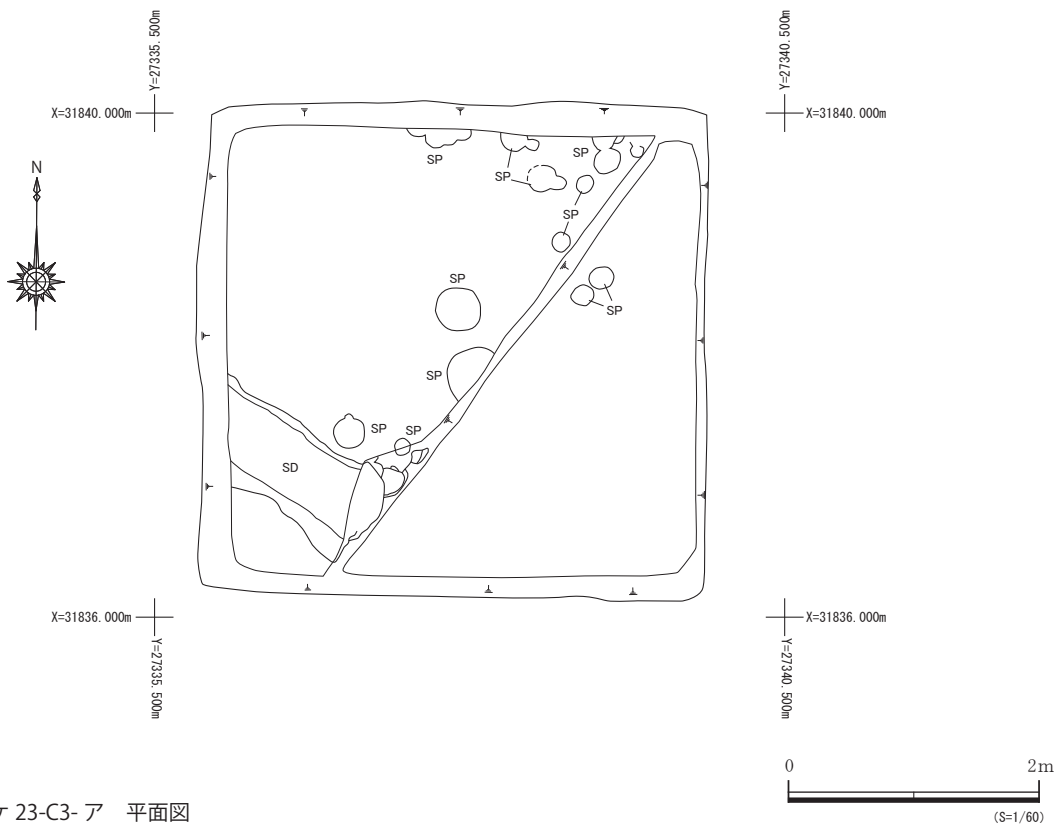 Y=27335.500m
Y=27340.500m
X=31840.000m
X=31840.000m
N
SP
SP
SP
SP
SP
SP
SP
SP
SP
SD
X=31836.000m
X=31836.000m
Y=27335.500m
Y=27340.500m
0
2m
(S=1/60)
23-C3- ア 平面図